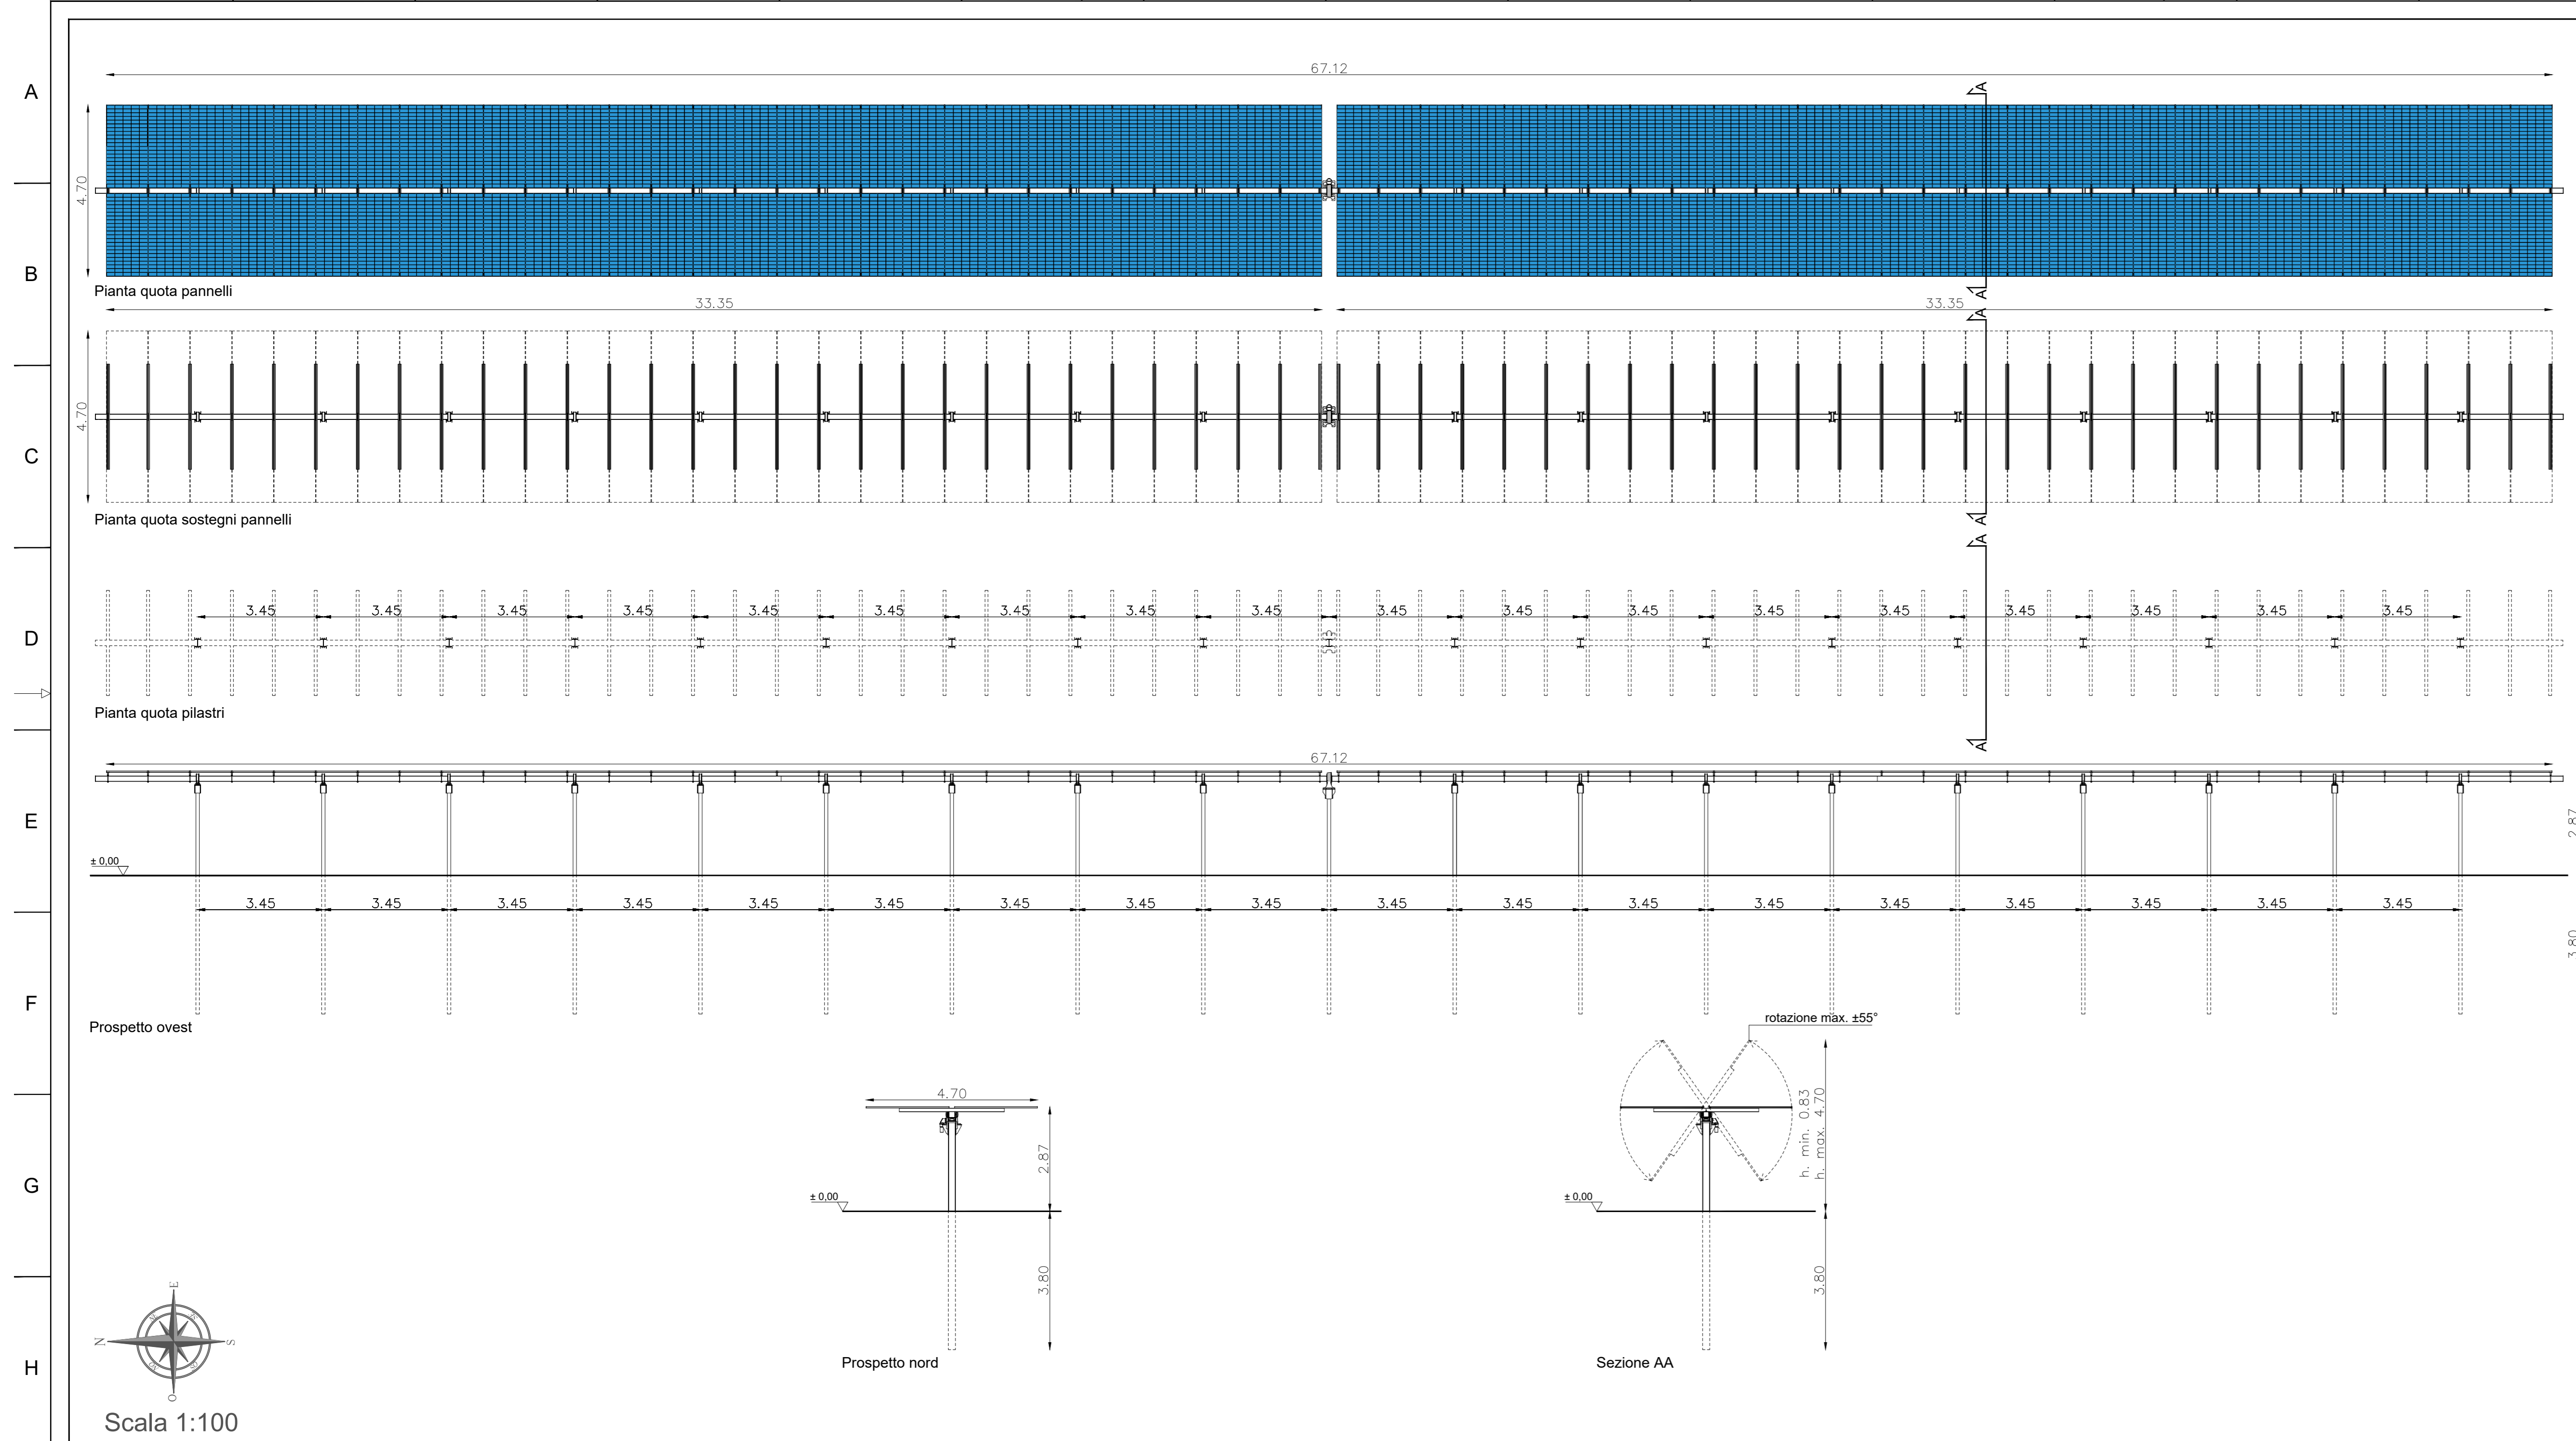 A
B
C
D
E
F
G
H
67.12
4.70
A
A
Pianta quota pannelli
33.35
33.35
4.70
A
A
Pianta quota sostegni pannelli
A
3.45 3.45 3.45 3.45 3.45 3.45 3.45 3.45 3.45 3.45 3.45 3.45 3.45 3.45 3.45 3.45 3.45 3.45
A
Pianta quota pilastri
67.12
2.87
± 0,00
3.45 3.45 3.45 3.45 3.45 3.45 3.45 3.45 3.45 3.45 3.45 3.45 3.45 3.45 3.45 3.45 3.45 3.45
3.80
Prospetto ovest
4.70
2.87
± 0,00
3.80
Prospetto nord
rotazione max. ±55°
h. min. 0.83
h. max. 4.70
± 0,00
3.80
Sezione AA
E
N
S
O
Scala 1:100